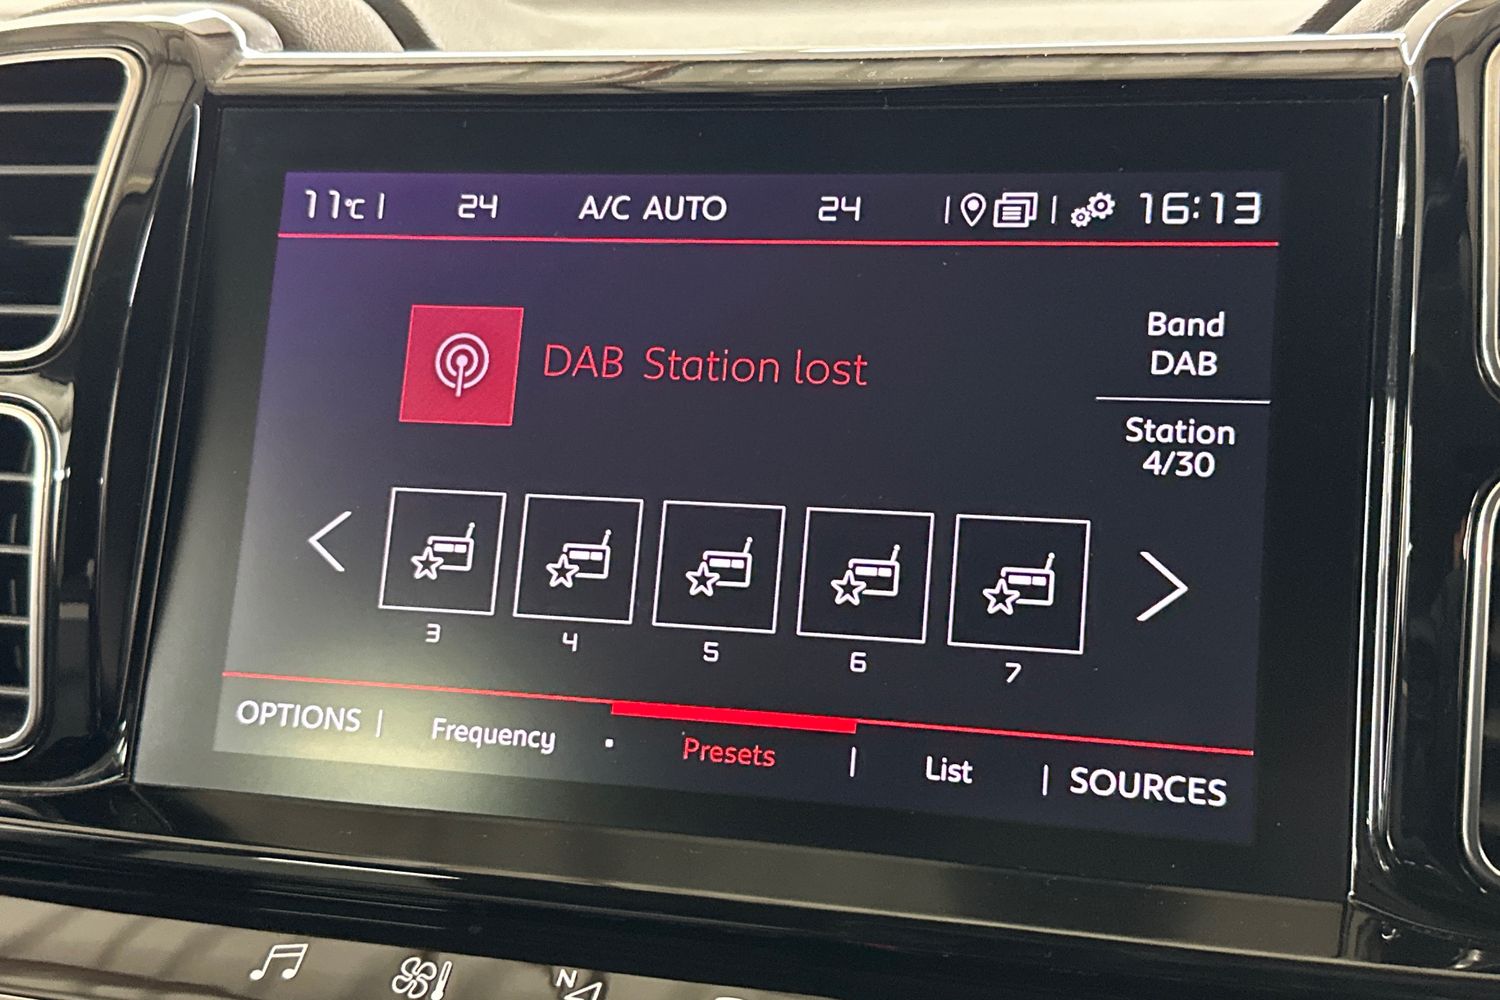 11°C | 24 A/C AUTO 24 | | 16:13
DAB Station lost
Band
DAB
Station
4/30
3 4 5 6 7
OPTIONS | Frequency · Presets | List | SOURCES
N